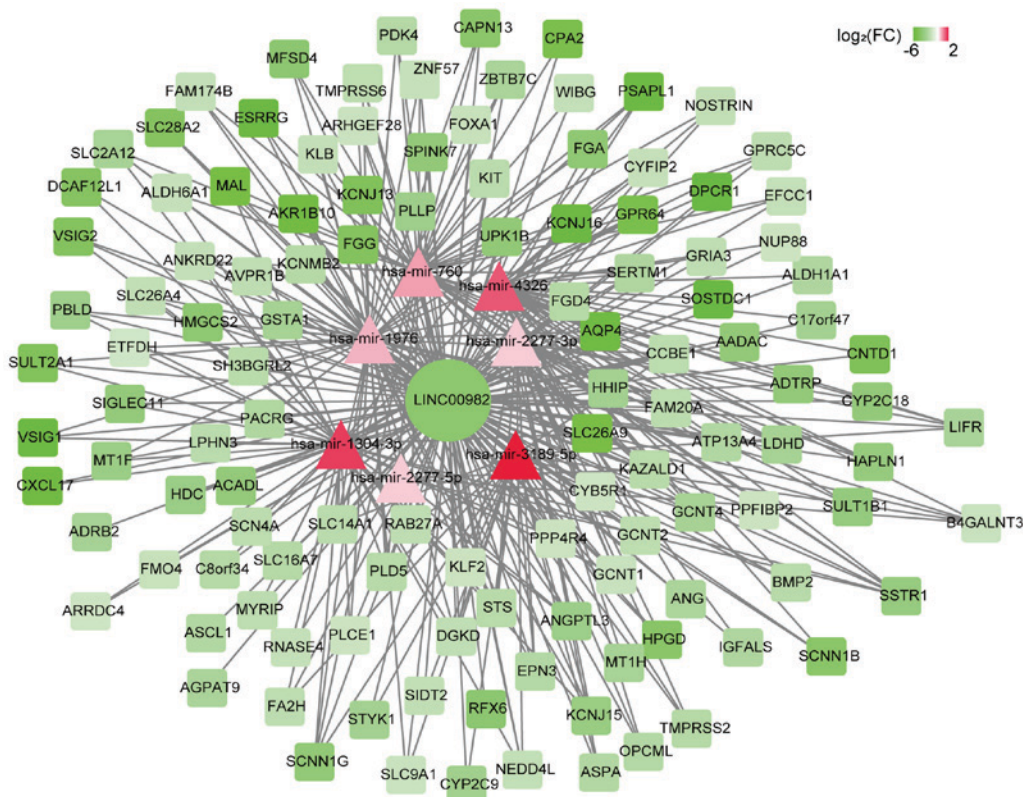 PDK4
CAPN13
CPA2
log₂(FC)
-6 2
MFSD4
ZNF57
ZBTB7C
FAM174B
TMPRSS6
WIBG
PSAPL1
NOSTRIN
SLC28A2
ESRRG
ARHGEF28
FOXA1
SLC2A12
KLB
SPINK7
FGA
CYFIP2
GPRC5C
DCAF12L1
ALDH6A1
MAL
AKR1B10
KCNJ13
PLLP
KIT
KCNJ16
GPR64
DPCR1
EFCC1
VSIG2
FGG
UPK1B
NUP88
ANKRD22
AVPR1B
KCNMB2
hsa-mir-760
hsa-mir-4326
SERTM1
GRIA3
ALDH1A1
SLC26A4
FGD4
SOSTDC1
PBLD
HMGCS2
GSTA1
C17orf47
ETFDH
hsa-mir-1976
hsa-mir-2277-3p
AQP4
AADAC
SULT2A1
SH3BGRL2
CCBE1
CNTD1
LINC00982
HHIP
ADTRP
SIGLEC11
PACRG
FAM20A
CYP2C18
VSIG1
LPHN3
hsa-mir-1304-3p
hsa-mir-3189-5p
SLC26A9
ATP13A4
LDHD
LIFR
MT1F
KAZALD1
HAPLN1
CXCL17
HDC
ACADL
hsa-mir-2277-5p
CYB5R1
PPFIBP2
SULT1B1
ADRB2
SCN4A
SLC14A1
RAB27A
PPP4R4
GCNT4
B4GALNT3
FMO4
C8orf34
SLC16A7
PLD5
KLF2
GCNT2
GCNT1
BMP2
ARRDC4
MYRIP
STS
ANG
SSTR1
ASCL1
RNASE4
PLCE1
DGKD
ANGPTL3
HPGD
IGFALS
SCNN1B
AGPAT9
EPN3
MT1H
FA2H
STYK1
SIDT2
RFX6
KCNJ15
TMPRSS2
SCNN1G
SLC9A1
CYP2C9
NEDD4L
ASPA
OPCML